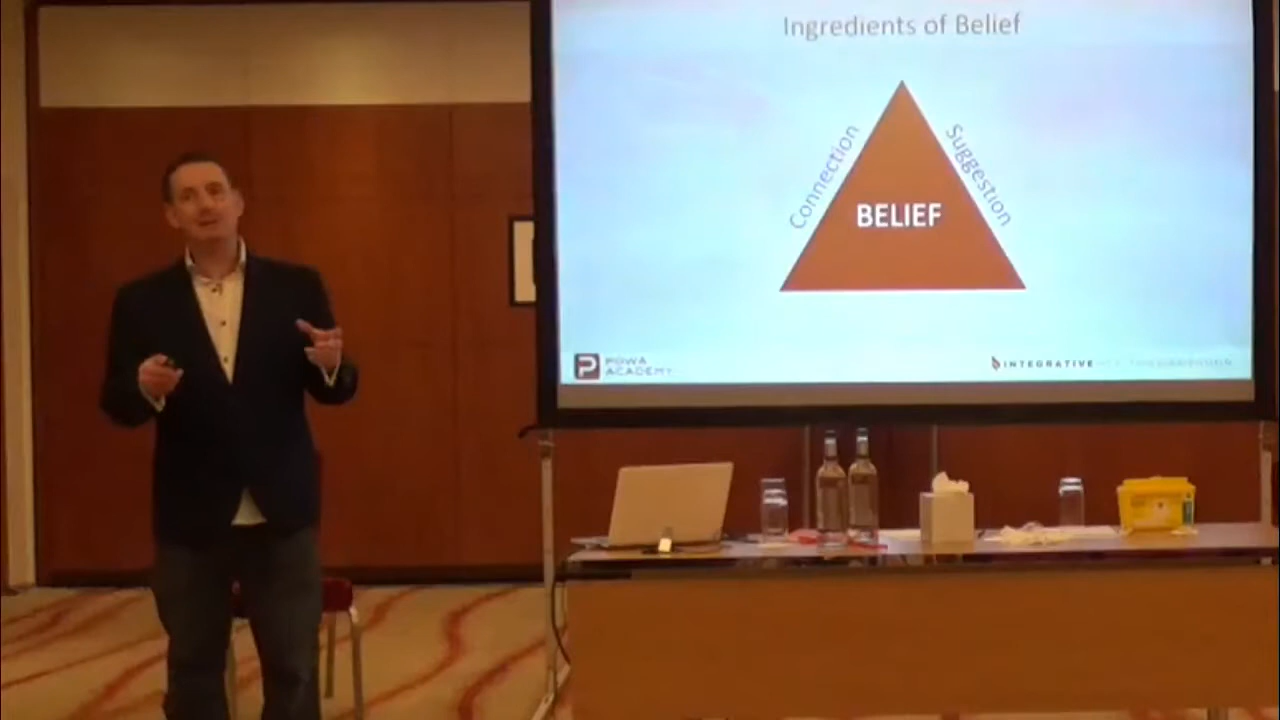 Ingredients of Belief
Connection
Suggestion
BELIEF
POWA
ACADEMY
INTEGRATIVE